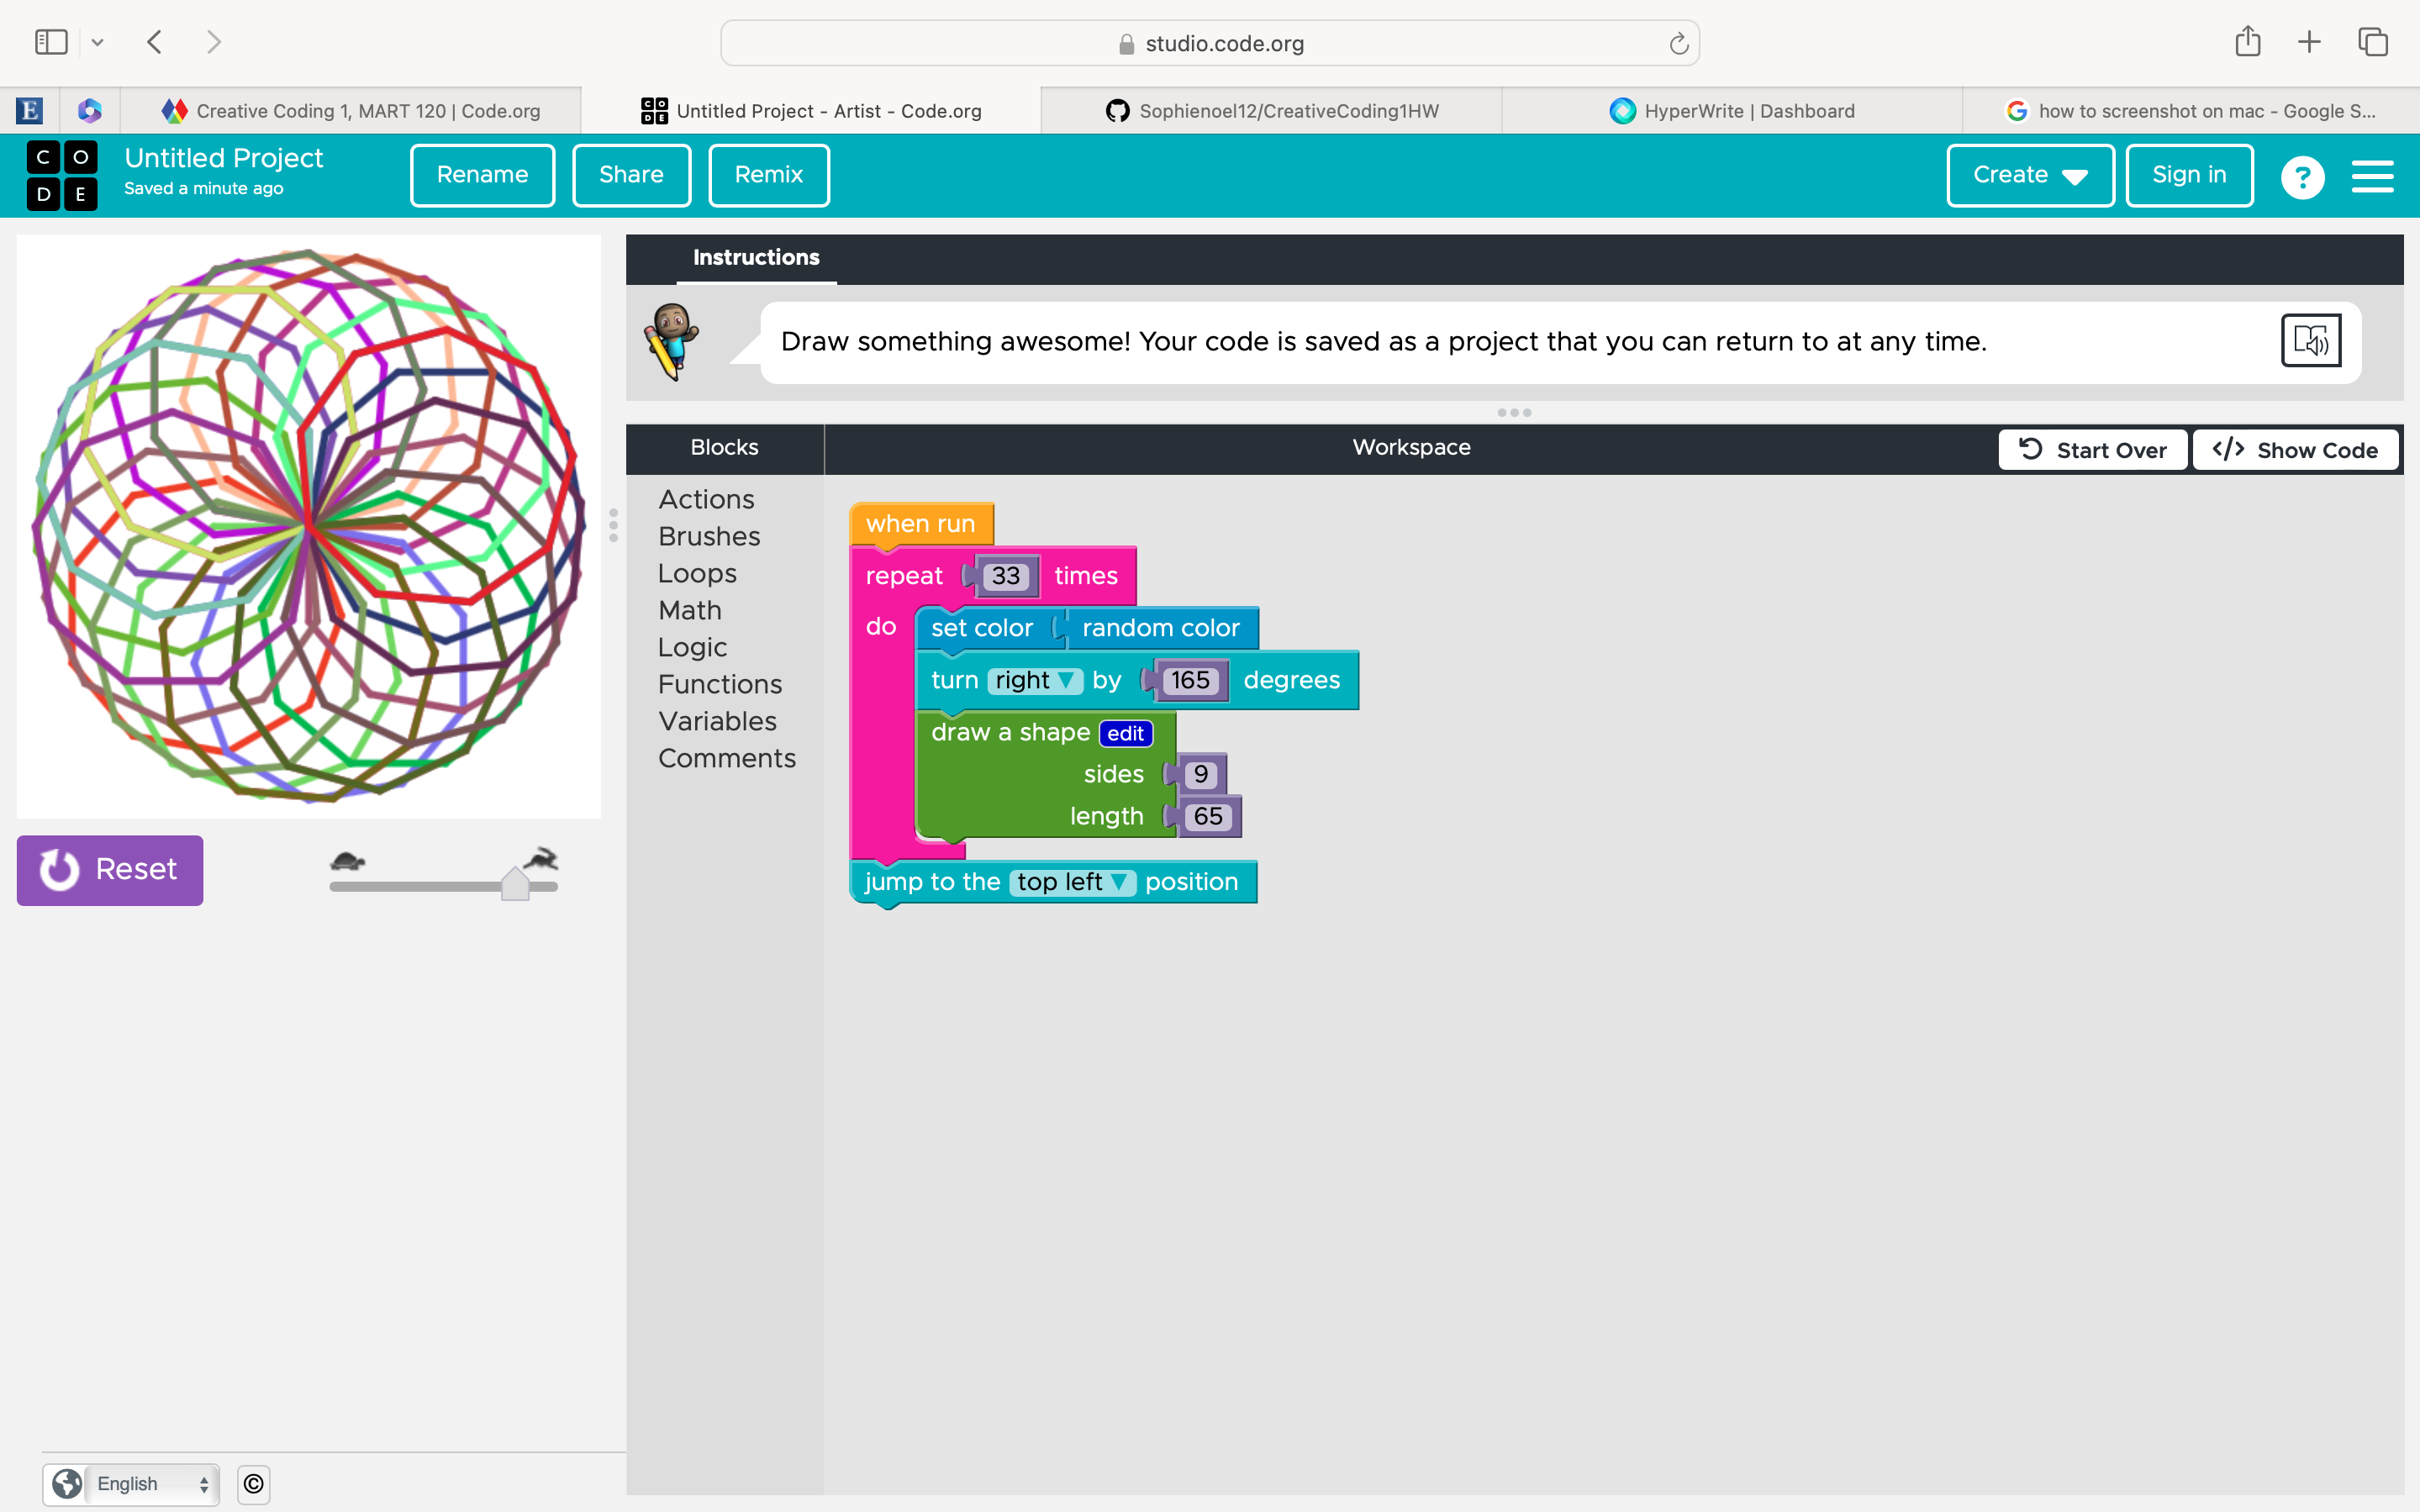 studio.code.org
E
Creative Coding 1, MART 120 | Code.org
CODE
Untitled Project - Artist - Code.org
Sophienoel12/CreativeCoding1HW
HyperWrite | Dashboard
G
how to screenshot on mac - Google S...
C O
D E
Untitled Project
Saved a minute ago
Rename
Share
Remix
Create
Sign in
?
Instructions
Draw something awesome! Your code is saved as a project that you can return to at any time.
Blocks
Workspace
Start Over
</> Show Code
Actions
Brushes
Loops
Math
Logic
Functions
Variables
Comments
when run
repeat 33 times
do
set color random color
turn right ▼ by 165 degrees
draw a shape edit
sides 9
length 65
jump to the top left ▼ position
Reset
English
©